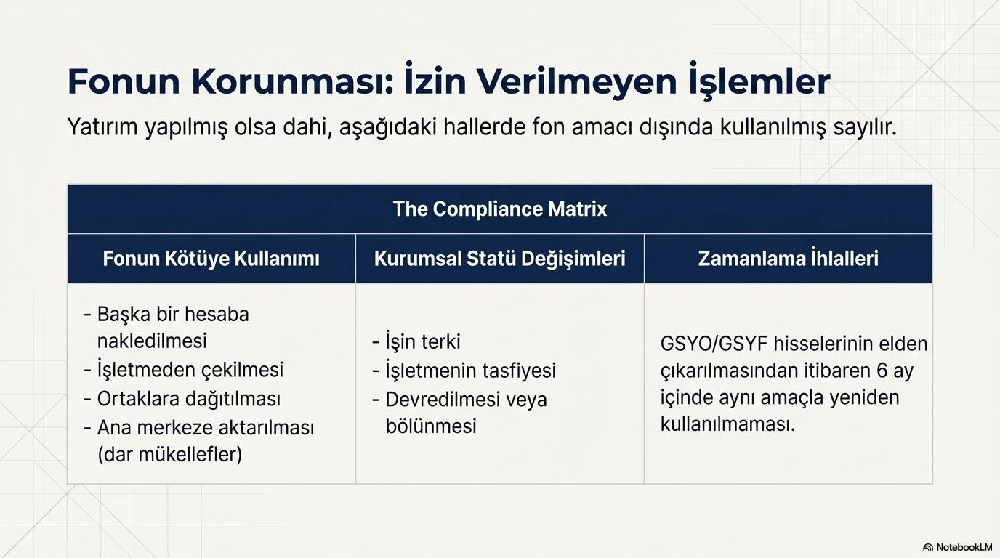 Fonun Korunması: İzin Verilmeyen İşlemler
Yatırım yapılmış olsa dahi, aşağıdaki hallerde fon amacı dışında kullanılmış sayılır.
The Compliance Matrix
Fonun Kötüye Kullanımı
- Başka bir hesaba
nakledilmesi
- İşletmeden çekilmesi
- Ortaklara dağıtılması
- Ana merkeze aktarılması
(dar mükellefler)
Kurumsal Statü Değişimleri
- İşin terki
- İşletmenin tasfiyesi
- Devredilmesi veya
bölünmesi
Zamanlama İhlalleri
GSYO/GSYF hisselerinin elden
çıkarılmasından itibaren 6 ay
içinde aynı amaçla yeniden
kullanılmaması.
NotebookLM